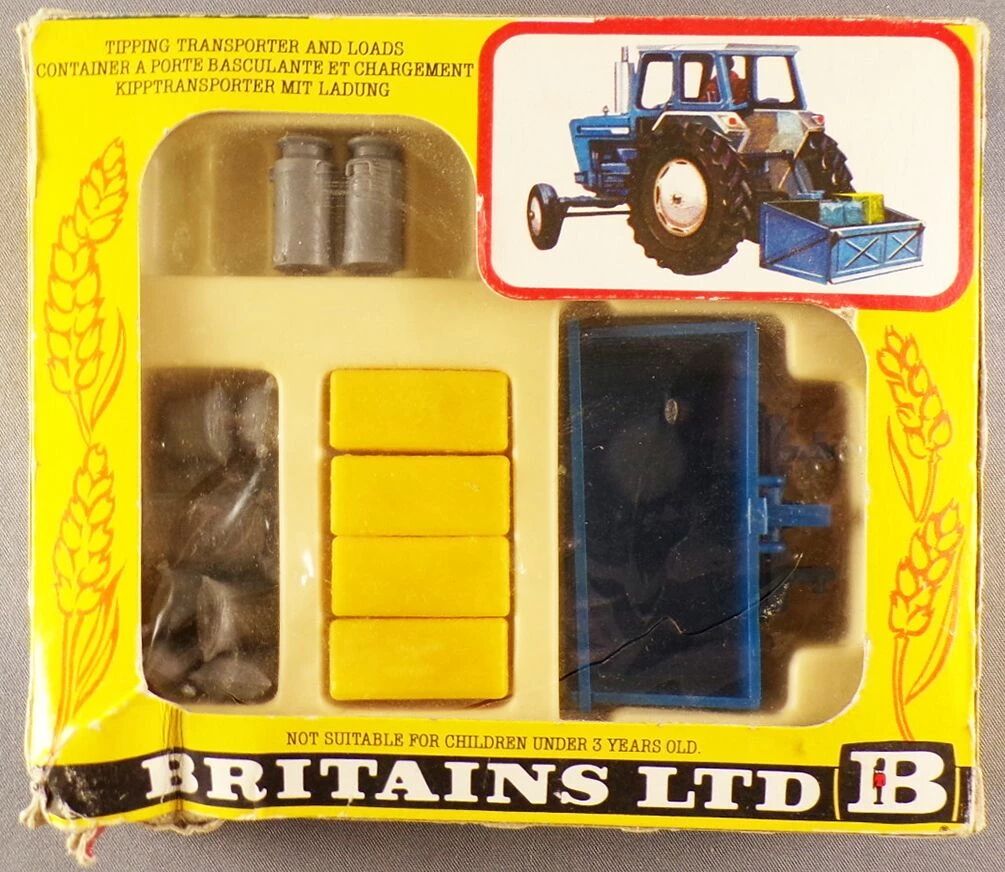 TIPPING TRANSPORTER AND LOADS
CONTAINER A PORTE BASCULANTE ET CHARGEMENT
KIPPTRANSPORTER MIT LADUNG
NOT SUITABLE FOR CHILDREN UNDER 3 YEARS OLD.
BRITAINS LTD B